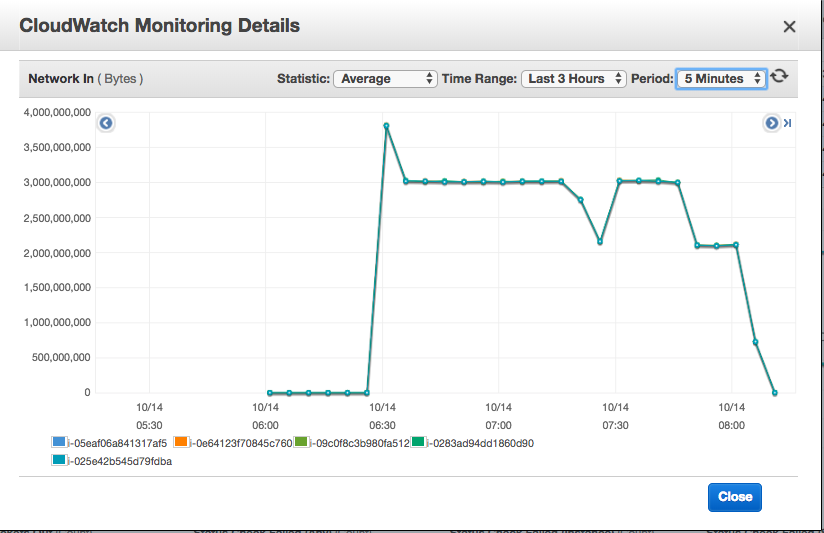 CloudWatch Monitoring Details
Network In ( Bytes ) Statistic: Average Time Range: Last 3 Hours Period: 5 Minutes
4,000,000,000
3,500,000,000
3,000,000,000
2,500,000,000
2,000,000,000
1,500,000,000
1,000,000,000
500,000,000
0
10/14 10/14 10/14 10/14 10/14 10/14
05:30 06:00 06:30 07:00 07:30 08:00
i-05eaf06a841317af5 i-0e64123f70845c760 i-09c0f8c3b980fa512 i-0283ad94dd1860d90
i-025e42b545d79fdba
Close